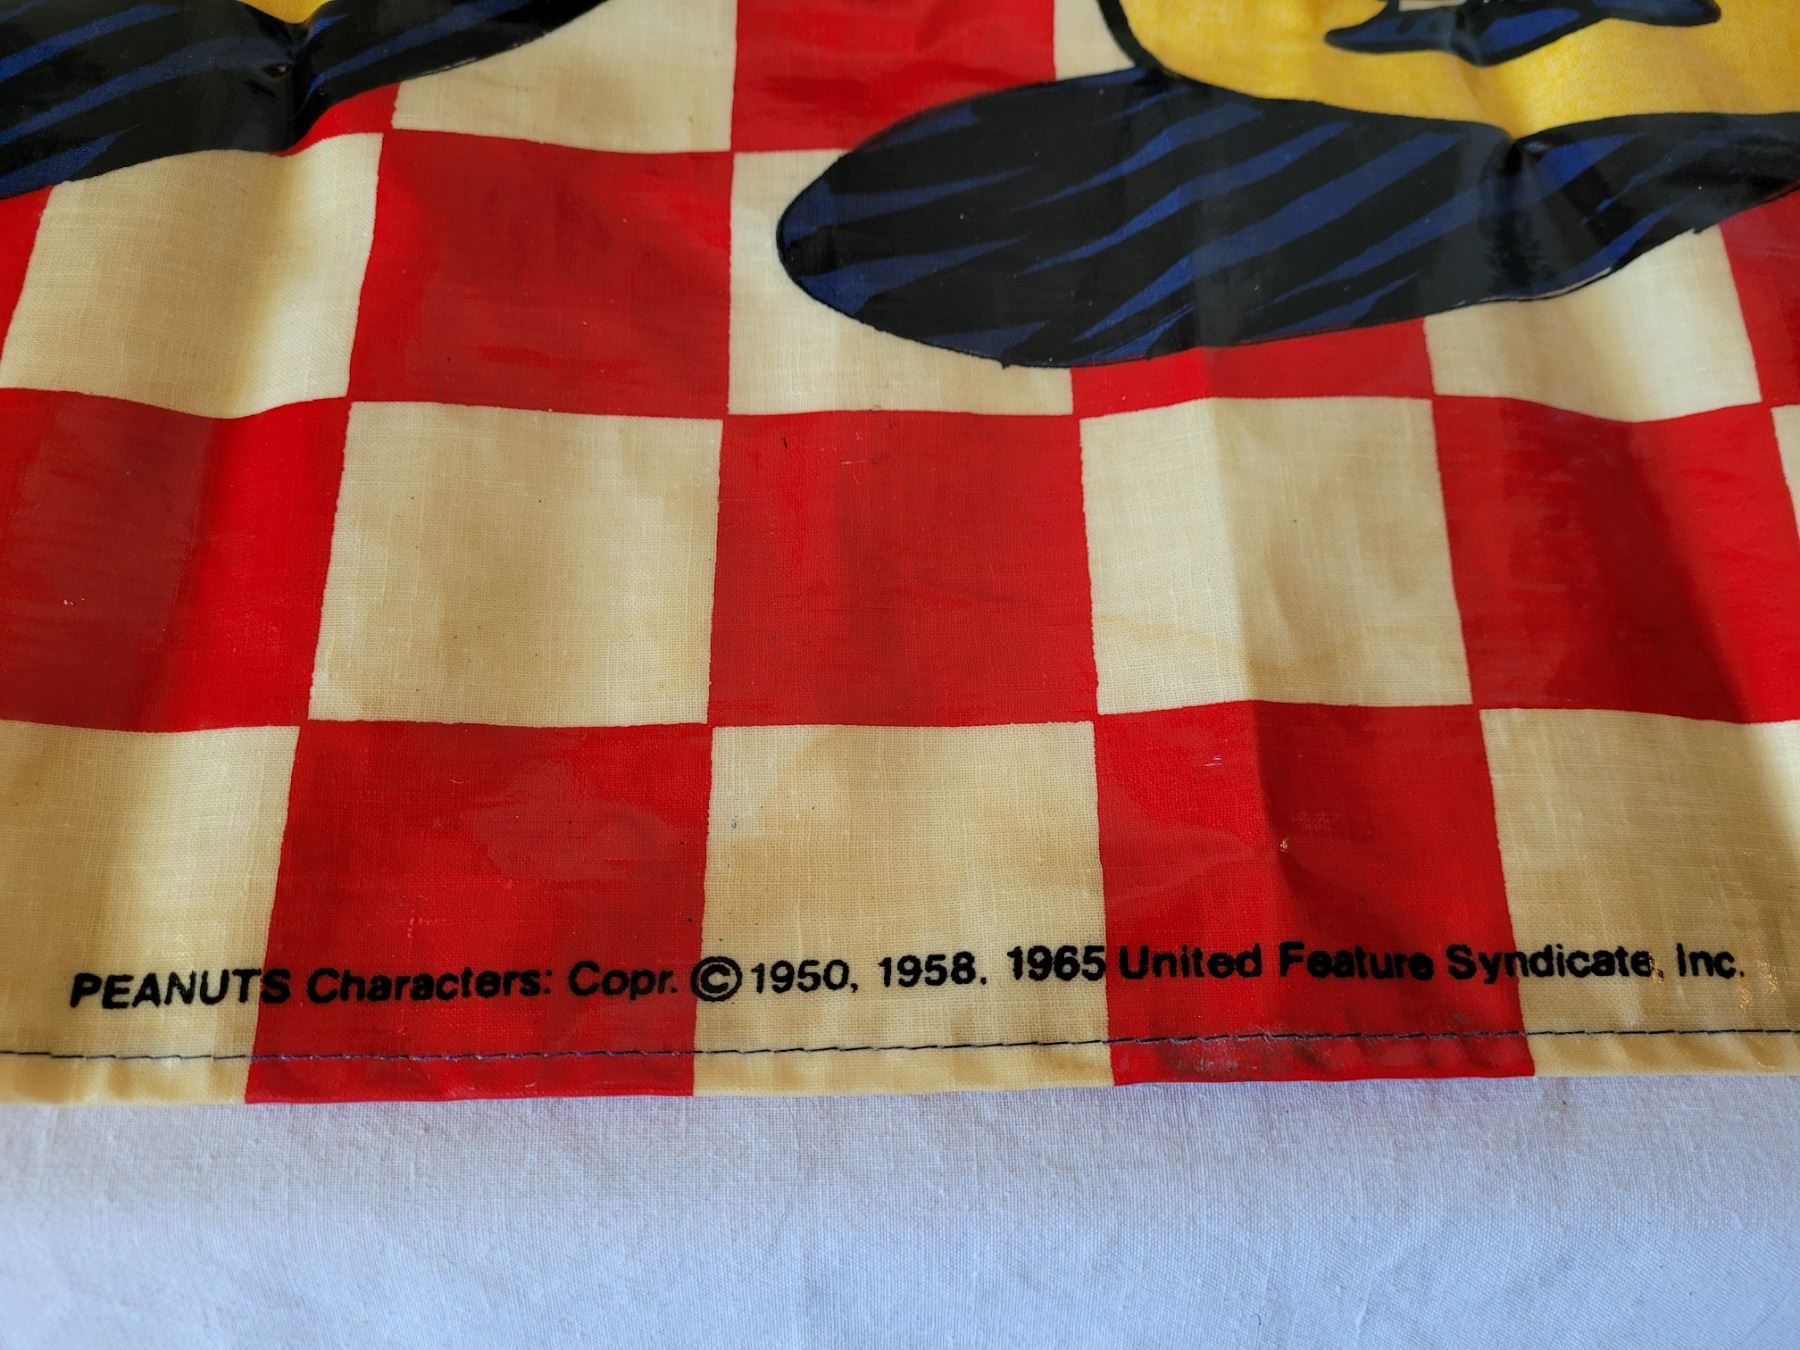 PEANUTS Characters: Copr. ©1950, 1958, 1965 United Feature Syndicate, Inc.